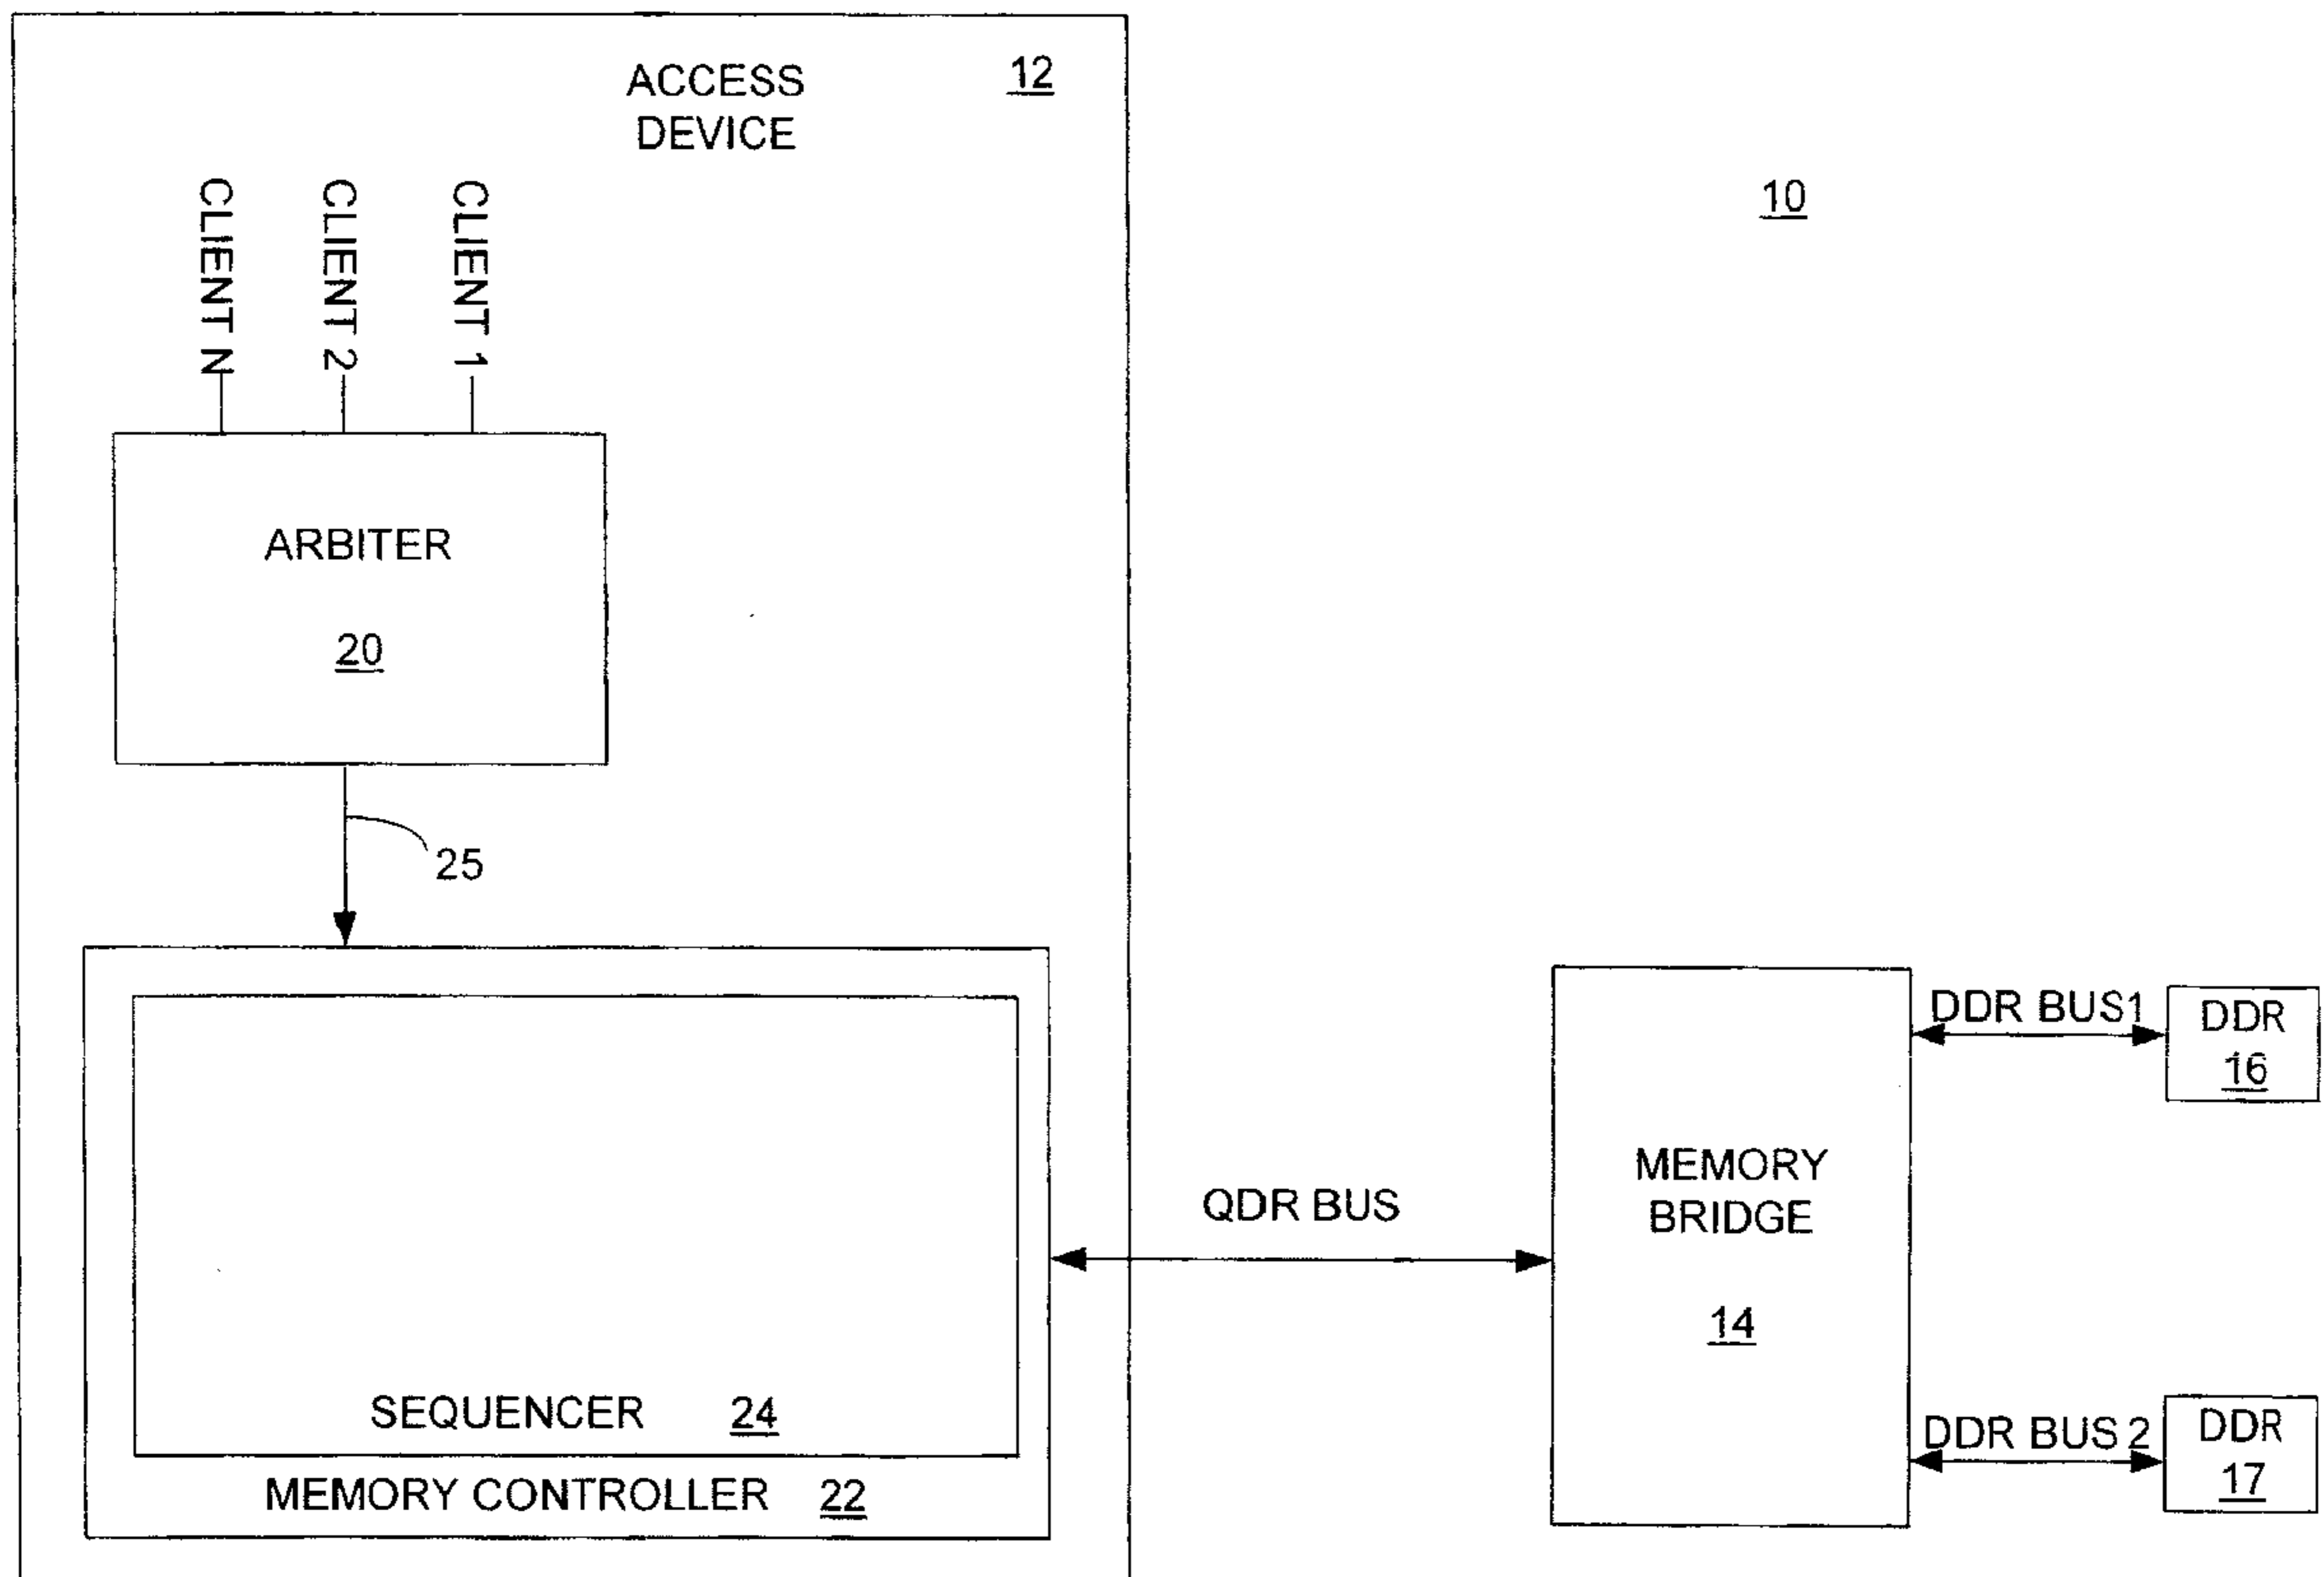 ACCESS
DEVICE
12
10
CLIENT N
CLIENT 2
CLIENT 1
ARBITER
20
25
SEQUENCER 24
MEMORY CONTROLLER 22
QDR BUS
MEMORY
BRIDGE
14
DDR BUS1
DDR
16
DDR BUS 2
DDR
17